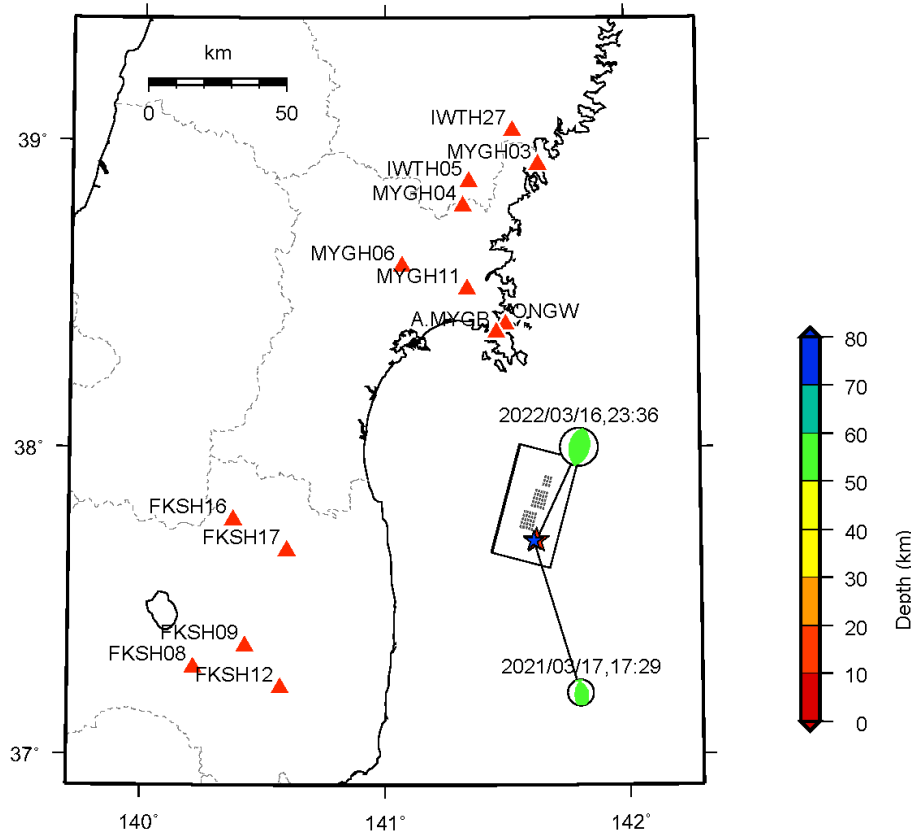 km
0 50
IWTH27
MYGH03
39°
IWTH05
MYGH04
MYGH06
MYGH11
A.MYGB
ONGW
2022/03/16,23:36
38°
FKSH16
FKSH17
FKSH09
FKSH08
FKSH12
2021/03/17,17:29
37°
140° 141° 142°
80
70
60
50
40
30
20
10
0
Depth (km)